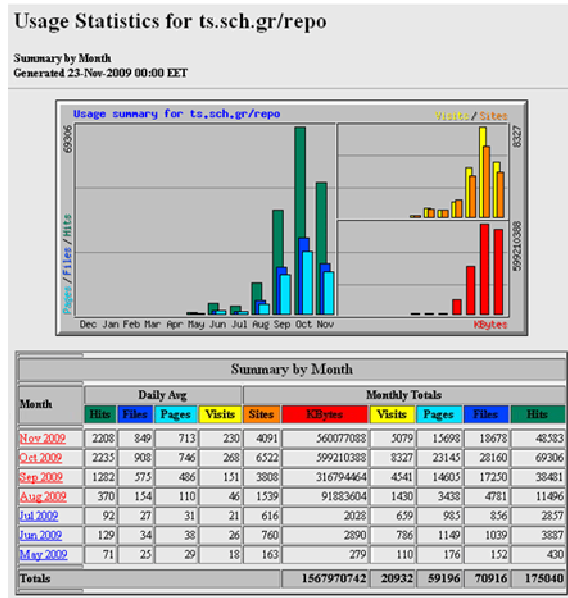 Usage Statistics for ts.sch.gr/repo
Summary by Month
Generated 23-Nov-2009 00:00 EET
Usage summary for ts.sch.gr/repo
Visits/Sites
69306
8327
Pages/Files/Hits
599210388
Dec Jan Feb Mar Apr May Jun Jul Aug Sep Oct Nov
KBytes
Summary by Month
Month Daily Avg Monthly Totals
Hits Files Pages Visits Sites KBytes Visits Pages Files Hits
Nov 2009 2208 849 713 230 4091 560077088 5079 15698 18678 48583
Oct 2009 2235 908 746 268 6522 599210388 8327 23145 28160 69306
Sep 2009 1282 575 486 151 3808 316794464 4541 14605 17250 38481
Aug 2009 370 154 110 46 1539 91883604 1430 3438 4781 11496
Jul 2009 92 27 31 21 616 2028 659 985 856 2857
Jun 2009 129 34 38 26 760 2890 786 1149 1039 3887
May 2009 71 25 29 18 163 279 110 176 152 430
Totals 1567970742 20932 59196 70916 175040